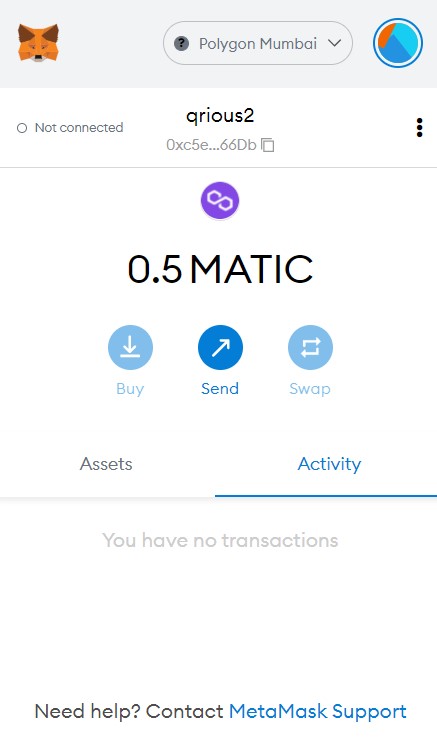 Polygon Mumbai
Not connected
qrious2
0xc5e...66Db
0.5 MATIC
Buy
Send
Swap
Assets
Activity
You have no transactions
Need help? Contact MetaMask Support